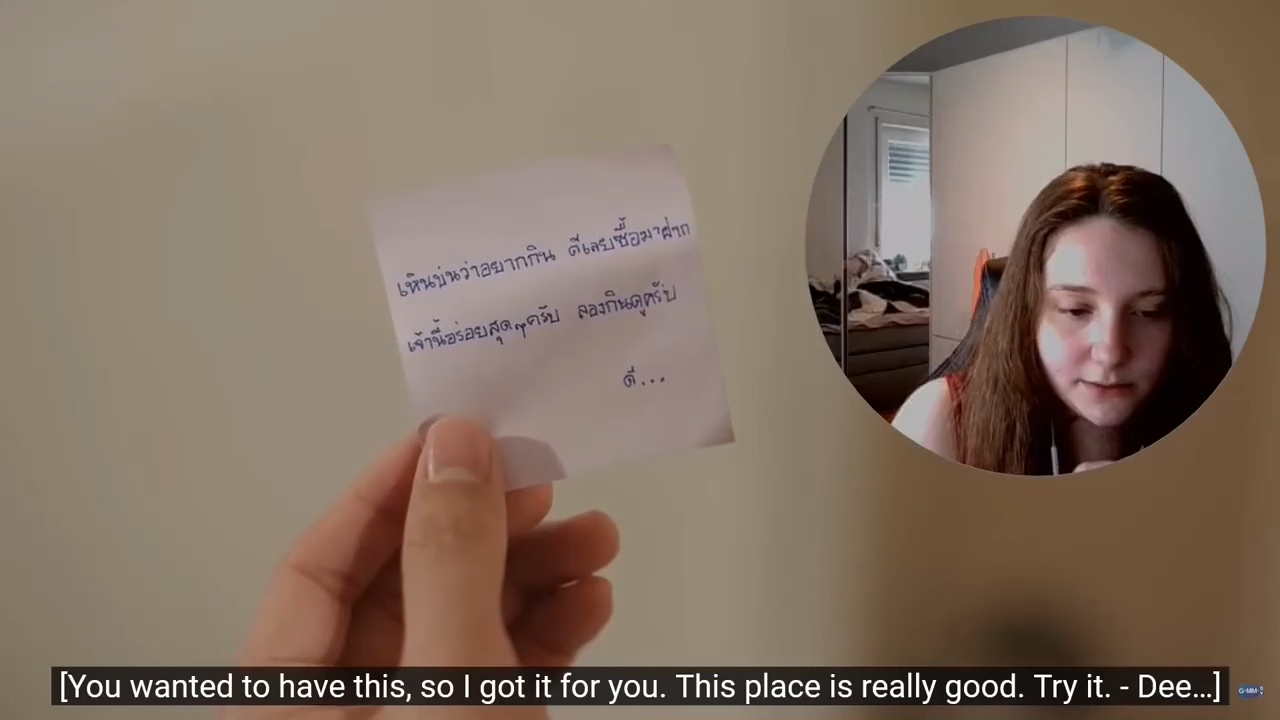 เห็นบ่นว่าอยากกิน ดีเลยซื้อมาฝาก
เจ้านี้อร่อยสุดๆครับ ลองกินดูครับ
ดี...
[You wanted to have this, so I got it for you. This place is really good. Try it. - Dee...]